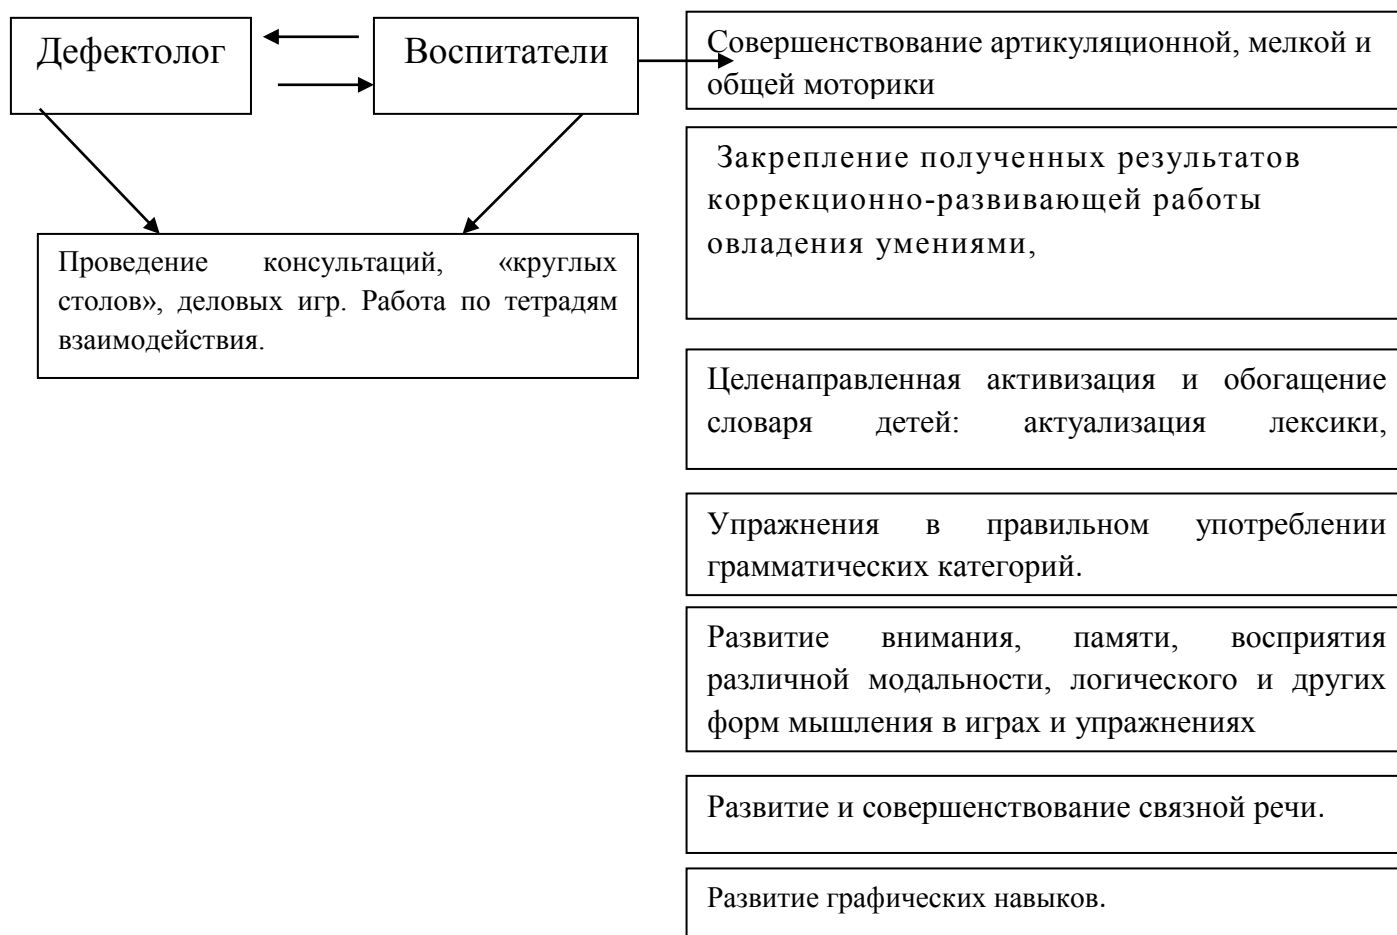 Дефектолог
Воспитатели
Совершенствование артикуляционной, мелкой и
общей моторики
Закрепление полученных результатов
коррекционно-развивающей работы
овладения умениями,
Проведение консультаций, «круглых
столов», деловых игр. Работа по тетрадям
взаимодействия.
Целенаправленная активизация и обогащение
словаря детей: актуализация лексики,
Упражнения в правильном употреблении
грамматических категорий.
Развитие внимания, памяти, восприятия
различной модальности, логического и других
форм мышления в играх и упражнениях
Развитие и совершенствование связной речи.
Развитие графических навыков.